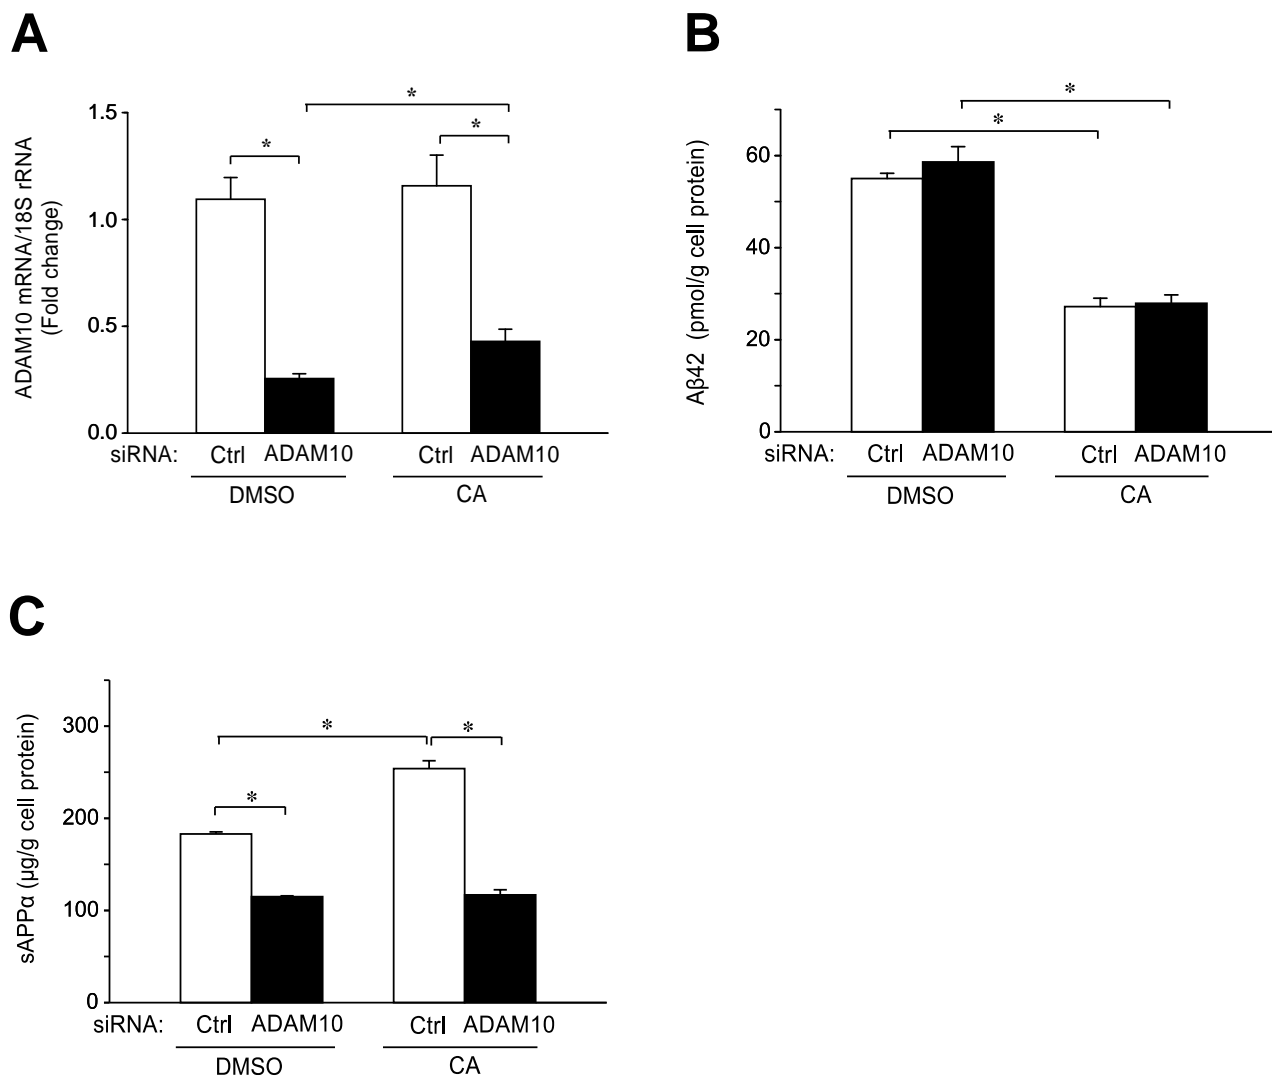 A
ADAM10 mRNA/18S rRNA
(Fold change)
1.5
1.0
0.5
0.0
*
*
*
siRNA: Ctrl ADAM10 Ctrl ADAM10
DMSO CA
B
Aβ42 (pmol/g cell protein)
60
40
20
0
*
*
siRNA: Ctrl ADAM10 Ctrl ADAM10
DMSO CA
C
sAPPα (μg/g cell protein)
300
200
100
0
*
*
*
siRNA: Ctrl ADAM10 Ctrl ADAM10
DMSO CA